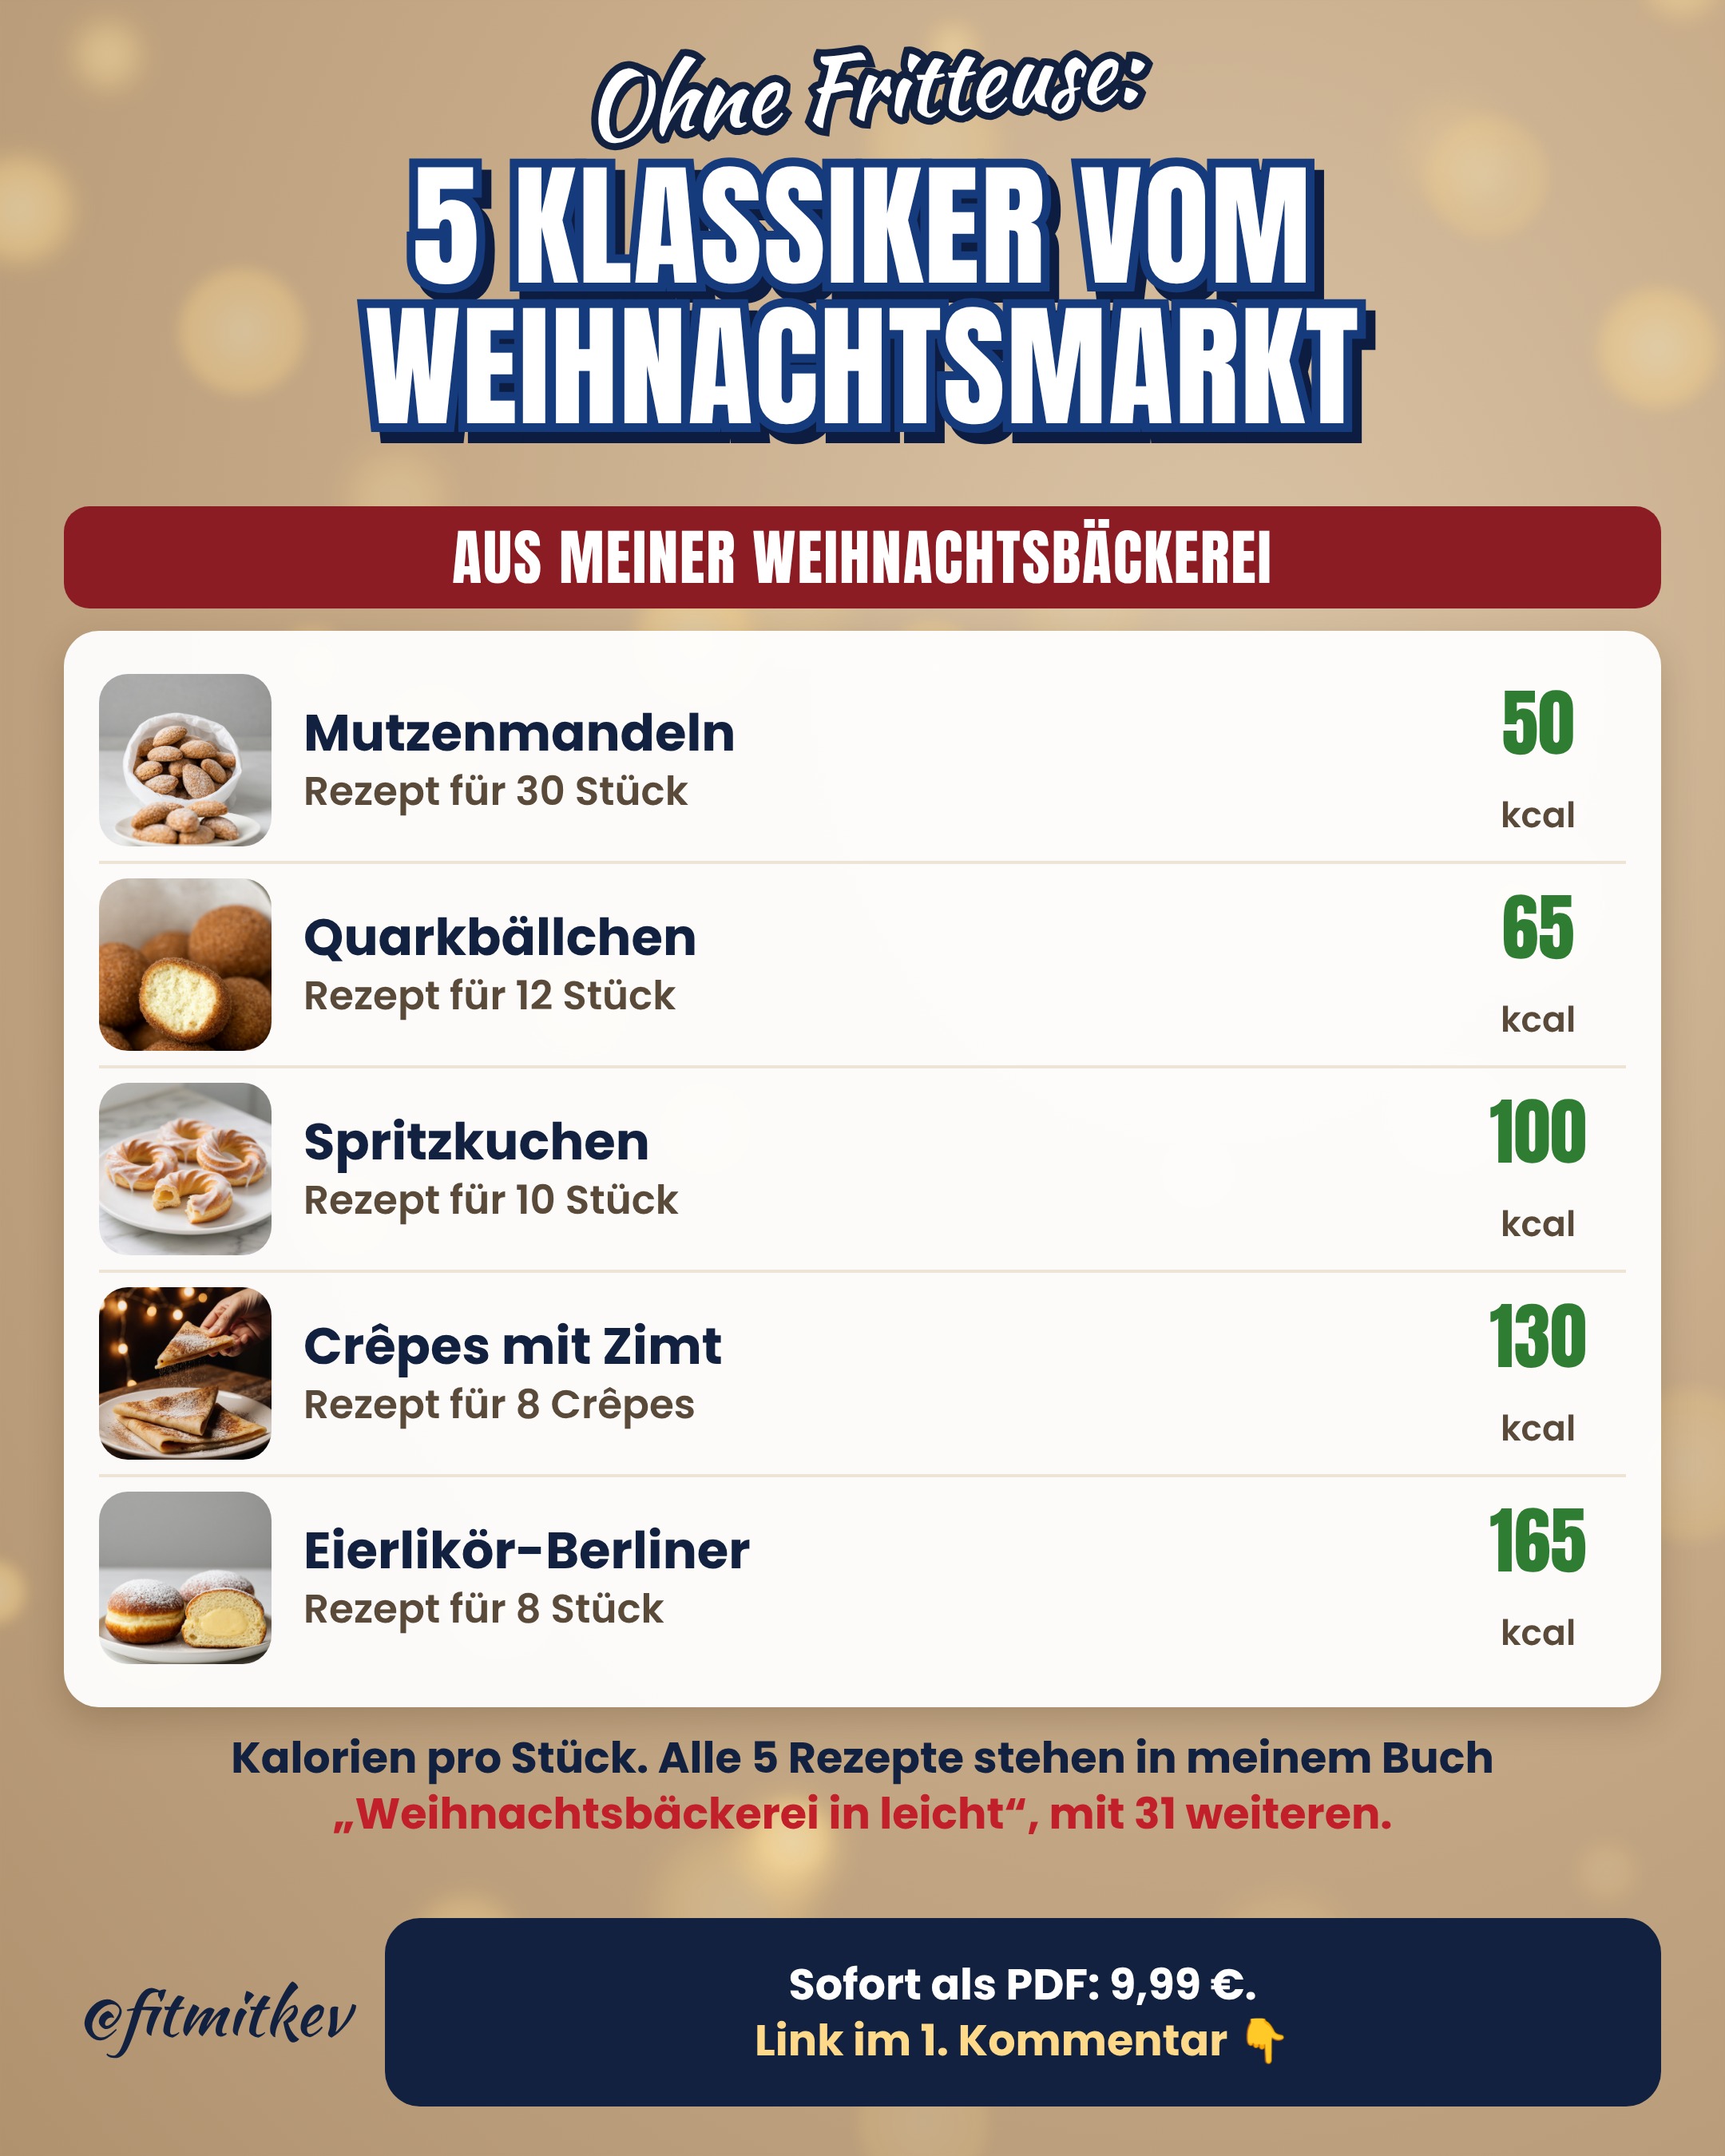 Ohne Fritteuse:
5 KLASSIKER VOM
WEIHNACHTSMARKT
AUS MEINER WEIHNACHTSBÄCKEREI
Mutzenmandeln
Rezept für 30 Stück
50
kcal
Quarkbällchen
Rezept für 12 Stück
65
kcal
Spritzkuchen
Rezept für 10 Stück
100
kcal
Crêpes mit Zimt
Rezept für 8 Crêpes
130
kcal
Eierlikör-Berliner
Rezept für 8 Stück
165
kcal
Kalorien pro Stück. Alle 5 Rezepte stehen in meinem Buch
„Weihnachtsbäckerei in leicht“, mit 31 weiteren.
@fitmitkev
Sofort als PDF: 9,99 €.
Link im 1. Kommentar 👇